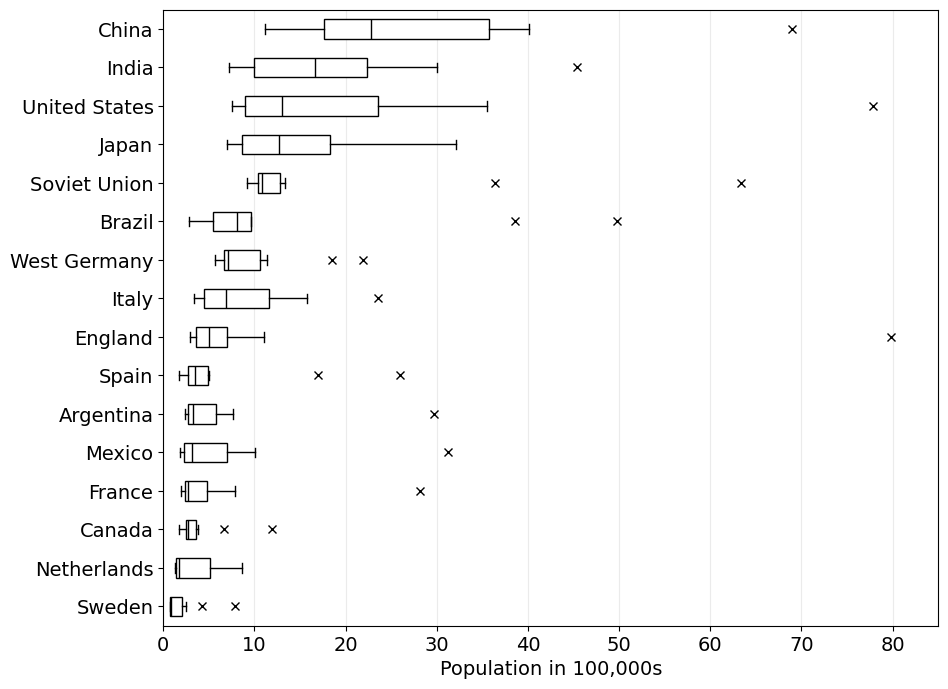 China
India
United States
Japan
Soviet Union
Brazil
West Germany
Italy
England
Spain
Argentina
Mexico
France
Canada
Netherlands
Sweden
0 10 20 30 40 50 60 70 80
Population in 100,000s